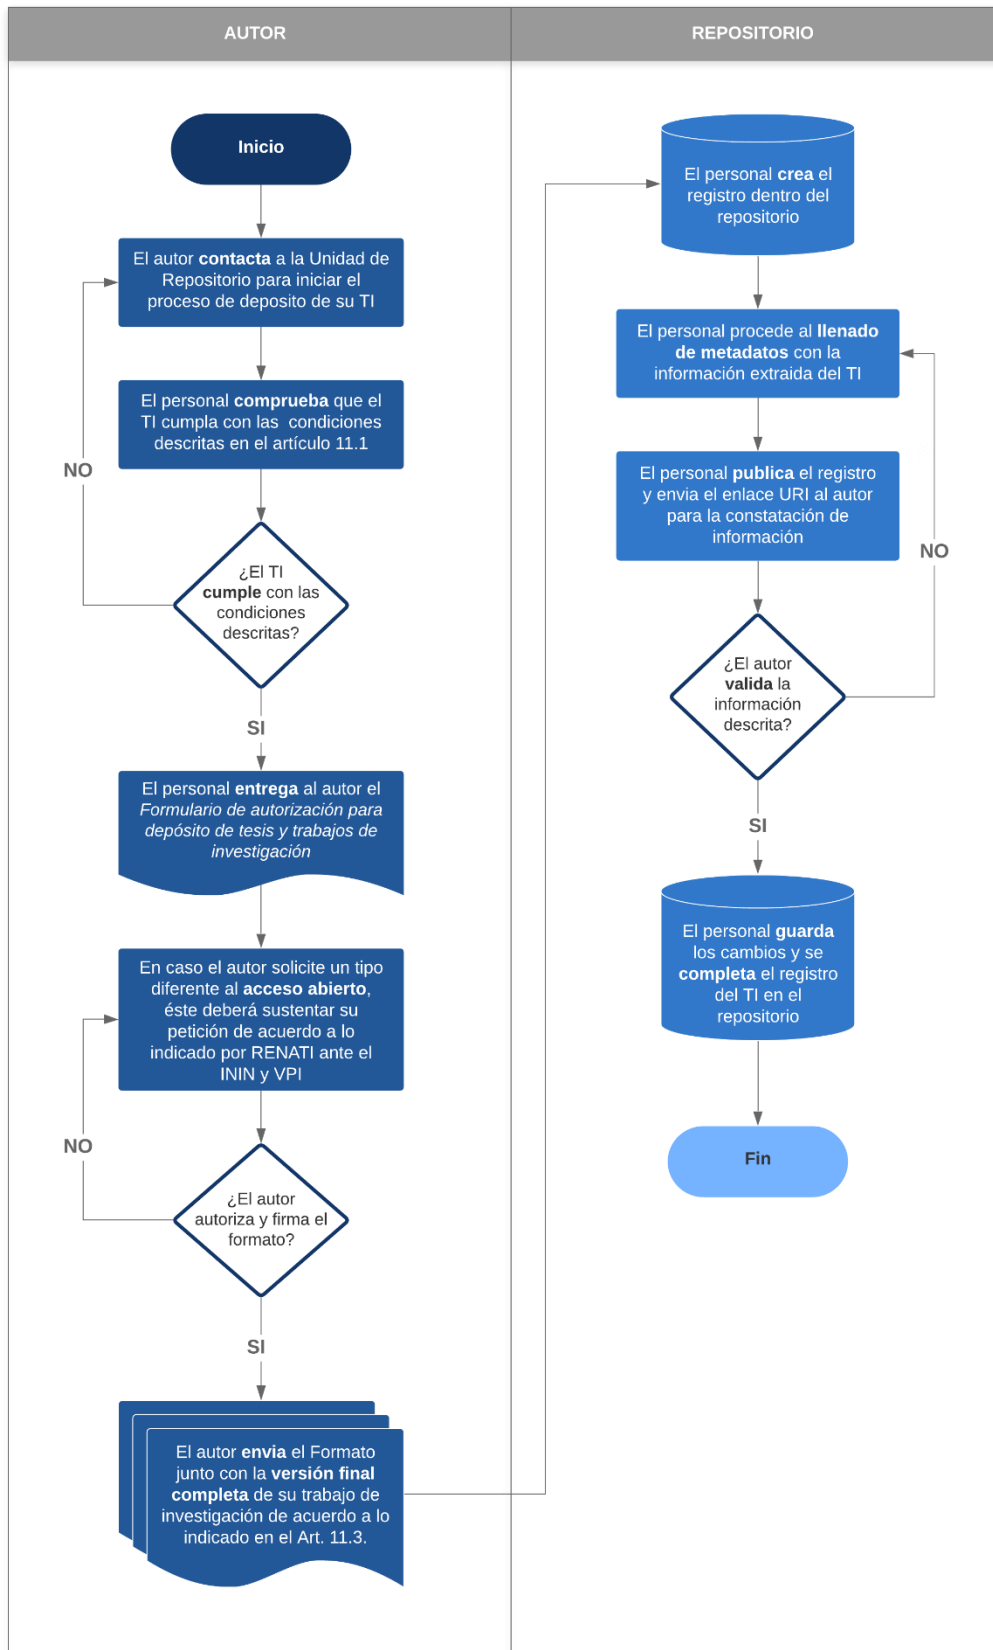 AUTOR
Inicio
El autor contacta a la Unidad de
Repositorio para iniciar el
proceso de deposito de su TI
El personal comprueba que el
TI cumpla con las condiciones
descritas en el artículo 11.1
NO
¿El TI
cumple con las
condiciones
descritas?
SI
El personal entrega al autor el
Formulario de autorización para
depósito de tesis y trabajos de
investigación
En caso el autor solicite un tipo
diferente al acceso abierto,
éste deberá sustentar su
petición de acuerdo a lo
indicado por RENATI ante el
ININ y VPI
NO
¿El autor
autoriza y firma el
formato?
SI
El autor envia el Formato
junto con la versión final
completa de su trabajo de
investigación de acuerdo a lo
indicado en el Art. 11.3.
REPOSITORIO
El personal crea el
registro dentro del
repositorio
El personal procede al llenado
de metadatos con la
información extraida del TI
El personal publica el registro
y envia el enlace URI al autor
para la constatación de
información
NO
¿El autor
valida la
información
descrita?
SI
El personal guarda
los cambios y se
completa el registro
del TI en el
repositorio
Fin